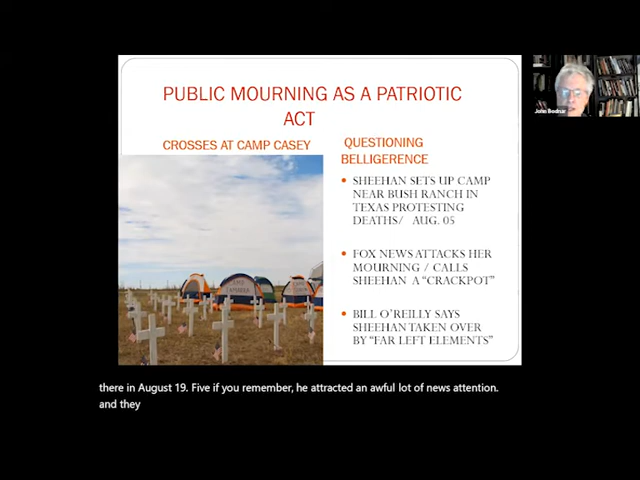 PUBLIC MOURNING AS A PATRIOTIC
ACT
CROSSES AT CAMP CASEY
QUESTIONING
BELLIGERENCE
• SHEEHAN SETS UP CAMP
NEAR BUSH RANCH IN
TEXAS PROTESTING
DEATHS/ AUG. 05
• FOX NEWS ATTACKS HER
MOURNING / CALLS
SHEEHAN A “CRACKPOT”
• BILL O’REILLY SAYS
SHEEHAN TAKEN OVER
BY “FAR LEFT ELEMENTS”
John Bodnar
there in August 19. Five if you remember, he attracted an awful lot of news attention.
and they